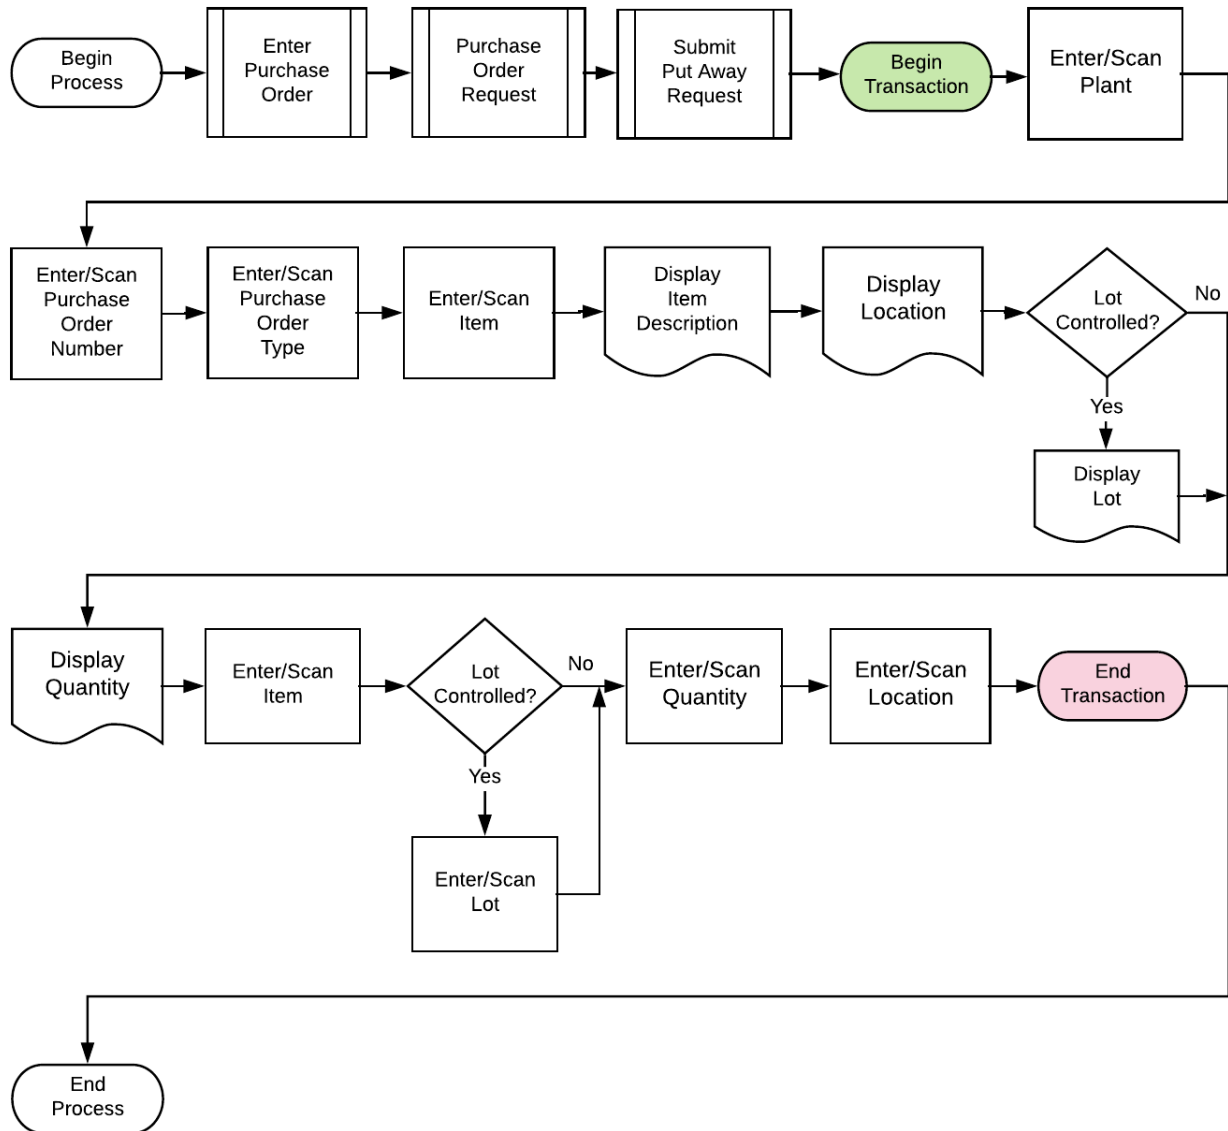 Begin
Process
Enter
Purchase
Order
Purchase
Order
Request
Submit
Put Away
Request
Begin
Transaction
Enter/Scan
Plant
Enter/Scan
Purchase
Order
Number
Enter/Scan
Purchase
Order
Type
Enter/Scan
Item
Display
Item
Description
Display
Location
Lot
Controlled?
No
Yes
Display
Lot
Display
Quantity
Enter/Scan
Item
Lot
Controlled?
No
Yes
Enter/Scan
Lot
Enter/Scan
Quantity
Enter/Scan
Location
End
Transaction
End
Process